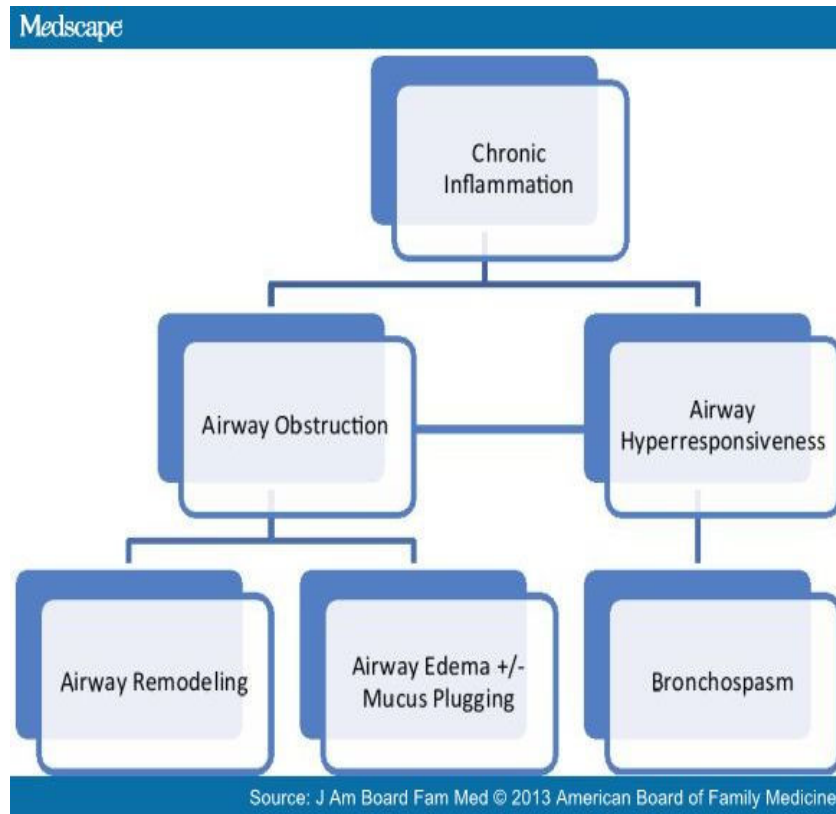 Medscape
Chronic
Inflammation
Airway Obstruction
Airway
Hyperresponsiveness
Airway Remodeling
Airway Edema +/-
Mucus Plugging
Bronchospasm
Source: J Am Board Fam Med © 2013 American Board of Family Medicine